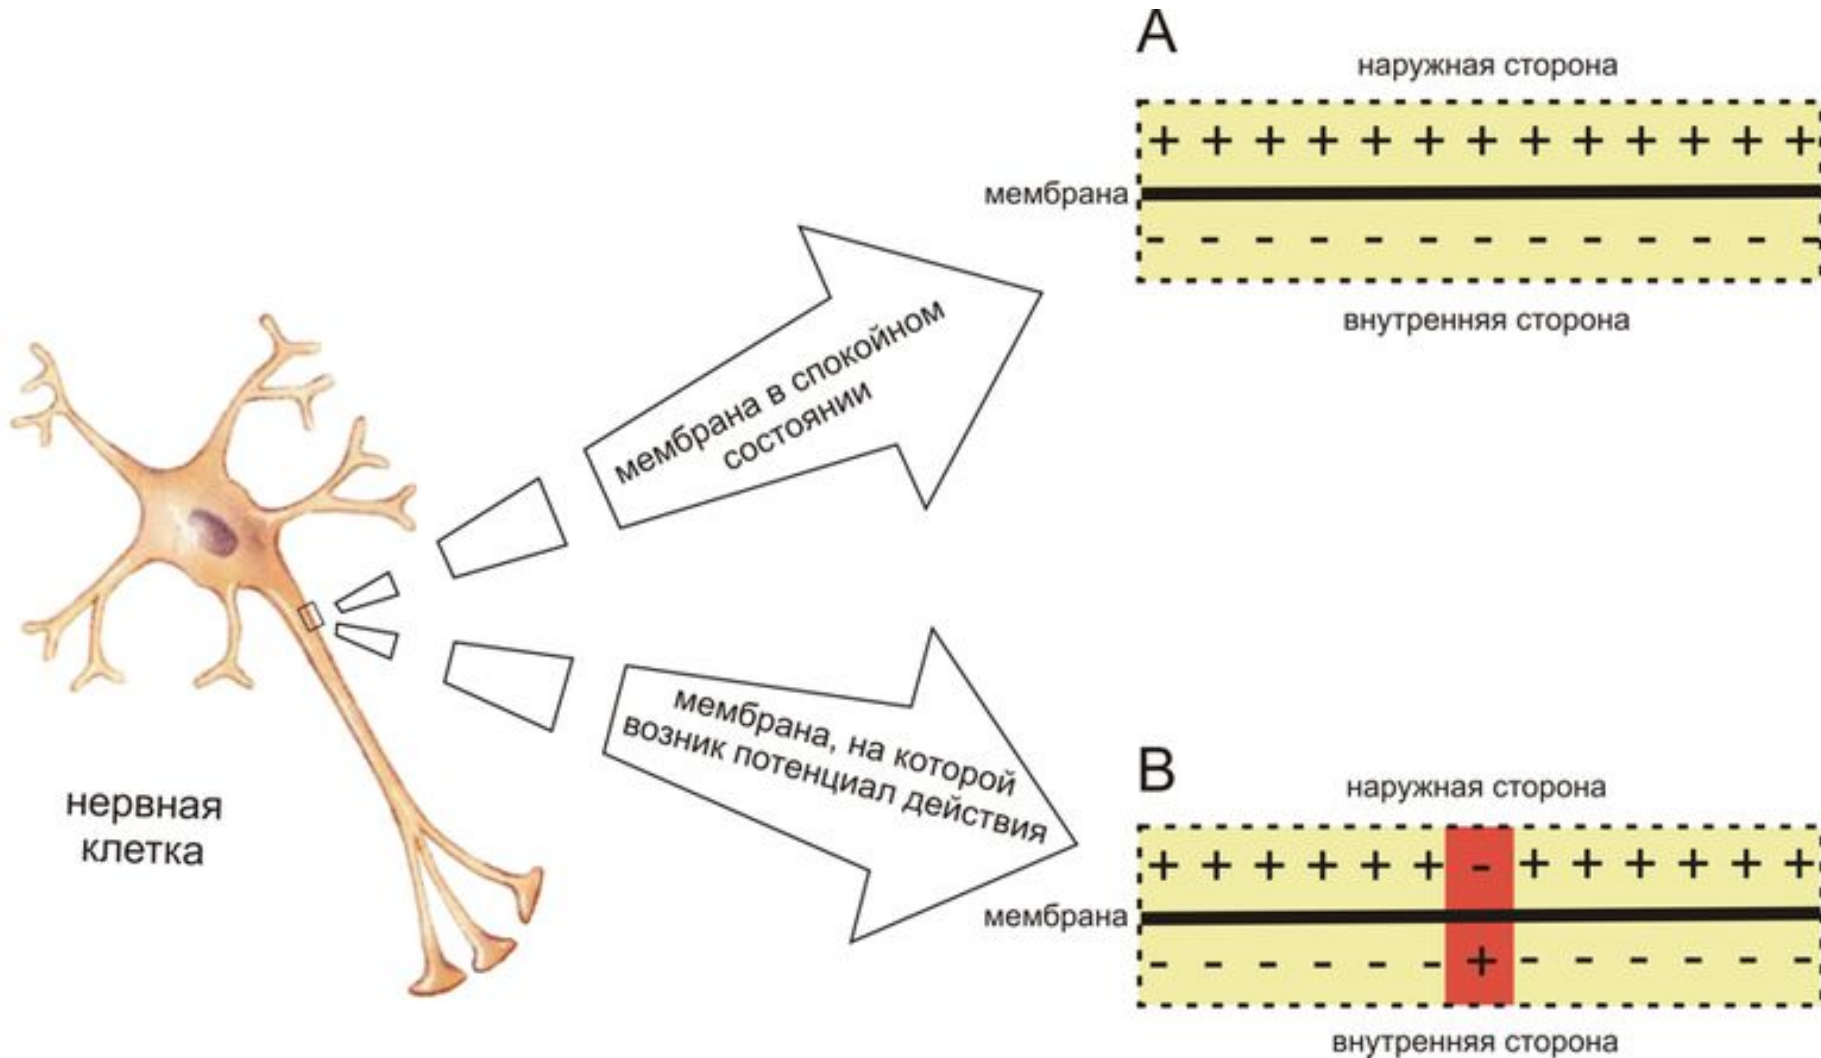 A
наружная сторона
+ + + + + + + + + + + + +
мембрана
- - - - - - - - - - - - -
внутренняя сторона
мембрана в спокойном
состоянии
мембрана, на которой
возник потенциал действия
нервная
клетка
B
наружная сторона
+ + + + + + - + + + + + +
мембрана
- - - - - - + - - - - - -
внутренняя сторона